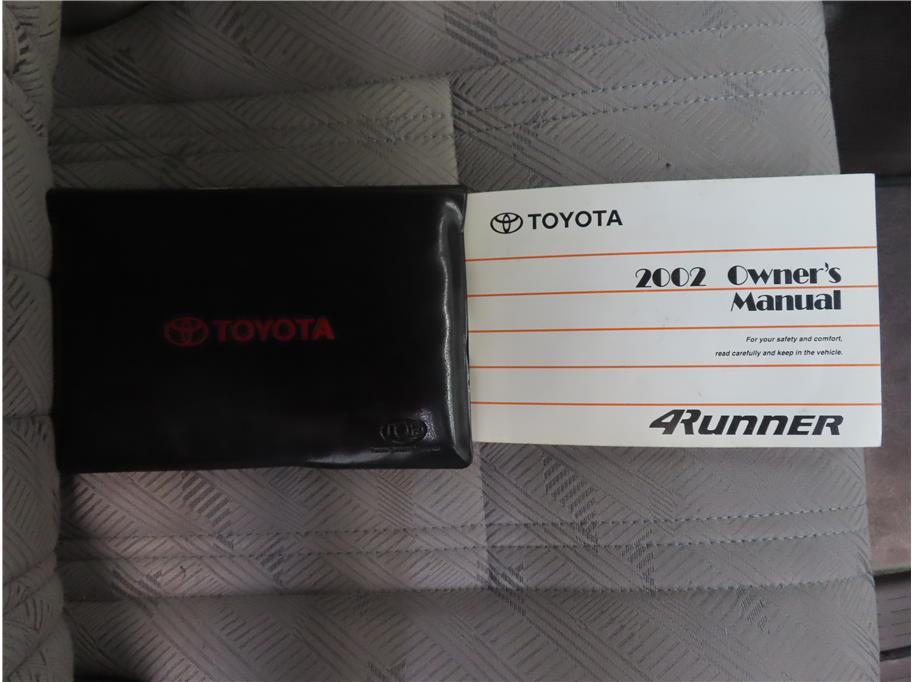 TOYOTA
TOYOTA
2002 Owner's
Manual
For your safety and comfort,
read carefully and keep in the vehicle.
4RUNNER